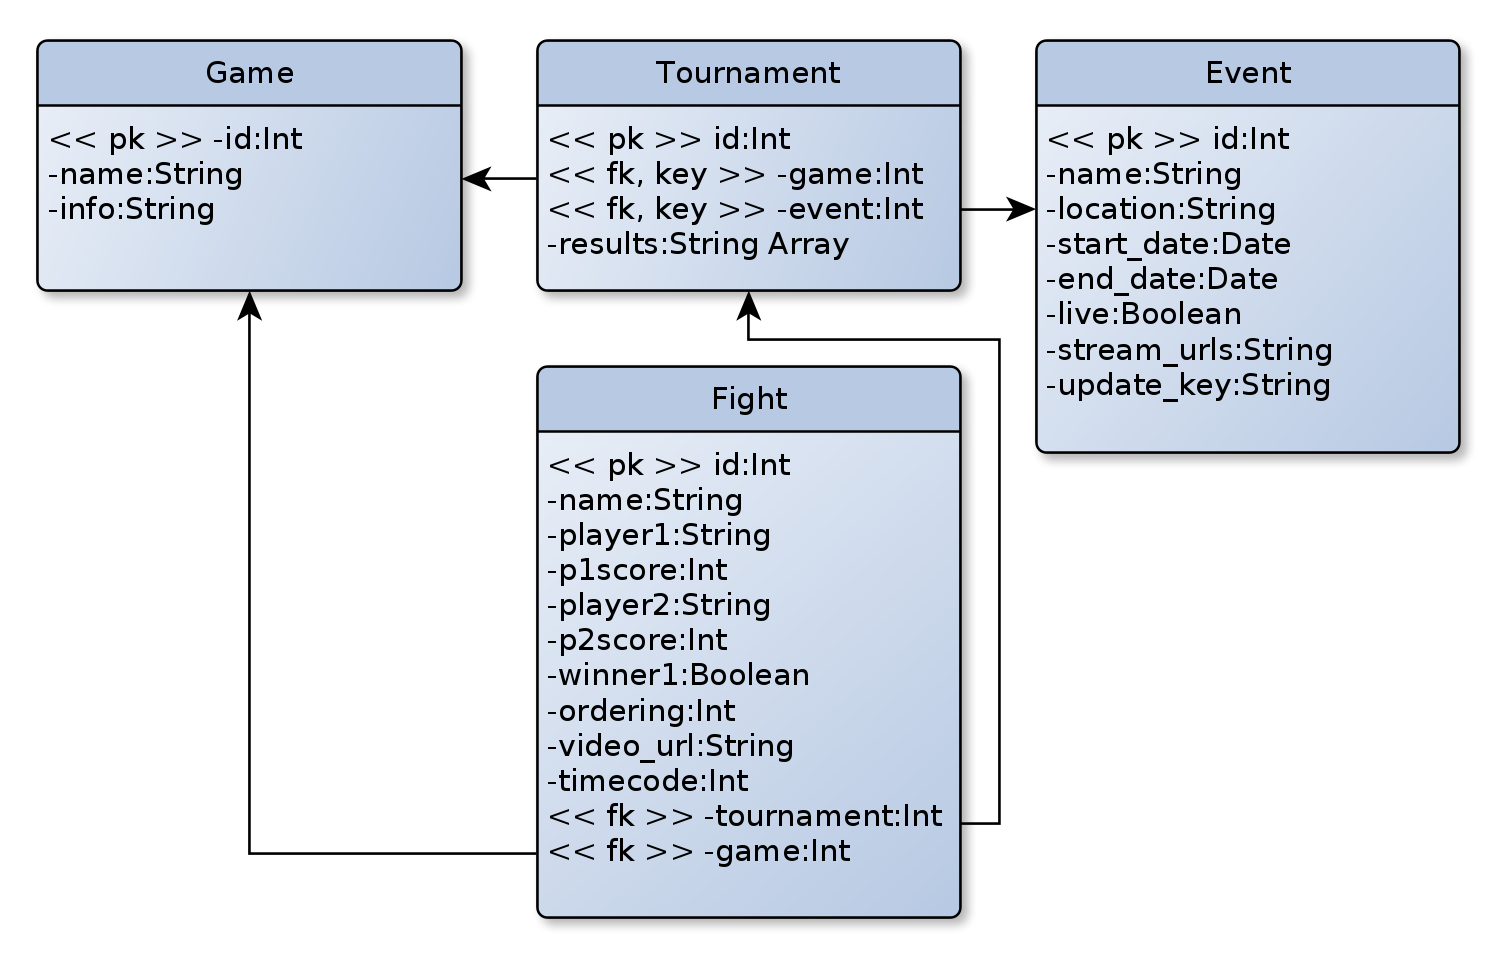 Game
<< pk >> -id:Int
-name:String
-info:String
Tournament
<< pk >> id:Int
<< fk, key >> -game:Int
<< fk, key >> -event:Int
-results:String Array
Event
<< pk >> id:Int
-name:String
-location:String
-start_date:Date
-end_date:Date
-live:Boolean
-stream_urls:String
-update_key:String
Fight
<< pk >> id:Int
-name:String
-player1:String
-p1score:Int
-player2:String
-p2score:Int
-winner1:Boolean
-ordering:Int
-video_url:String
-timecode:Int
<< fk >> -tournament:Int
<< fk >> -game:Int